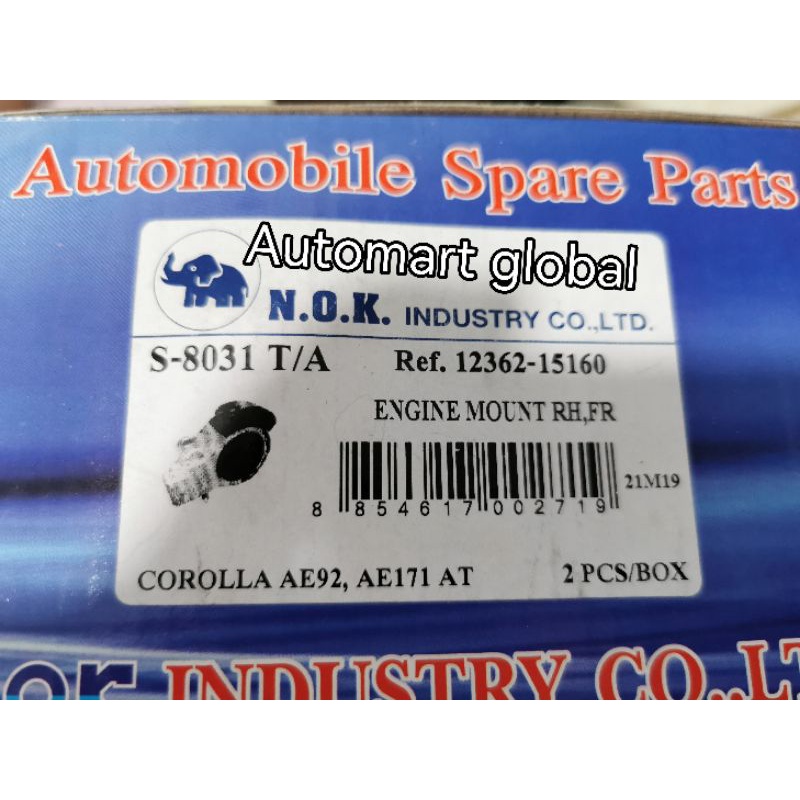 Automobile Spare Parts
Automart global
N.O.K. INDUSTRY CO.,LTD.
S-8031 T/A Ref. 12362-15160
ENGINE MOUNT RH,FR
21M19
8 854617 002719
COROLLA AE92, AE171 AT 2 PCS/BOX
INDUSTRY CO.,LT